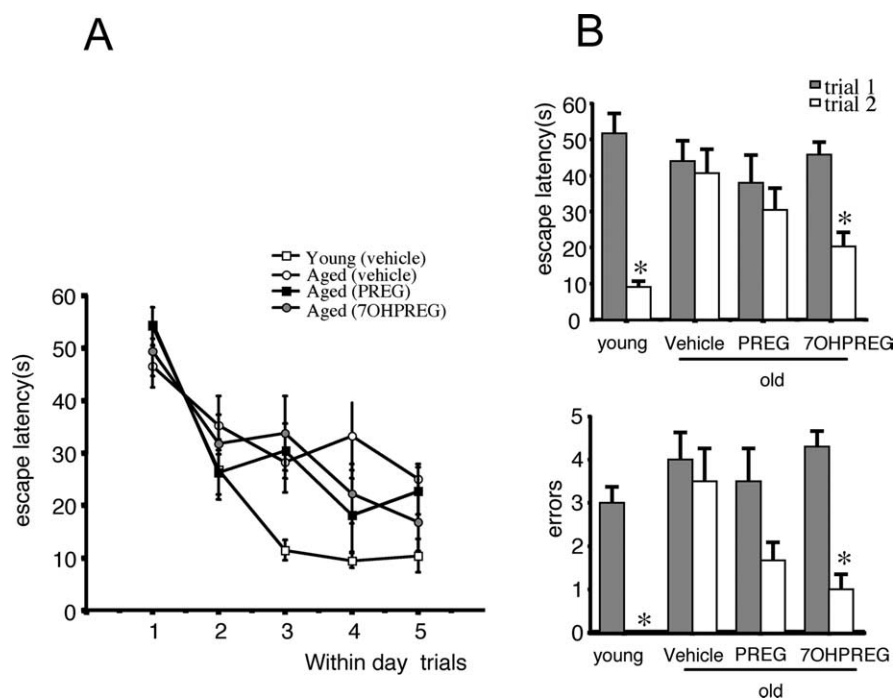 A
Young (vehicle)
Aged (vehicle)
Aged (PREG)
Aged (7OHPREG)
60
50
40
30
20
10
0
escape latency(s)
1 2 3 4 5
Within day trials
B
trial 1
trial 2
60
50
40
30
20
10
0
escape latency(s)
*
*
young Vehicle PREG 7OHPREG
old
5
4
3
2
1
0
errors
*
*
young Vehicle PREG 7OHPREG
old